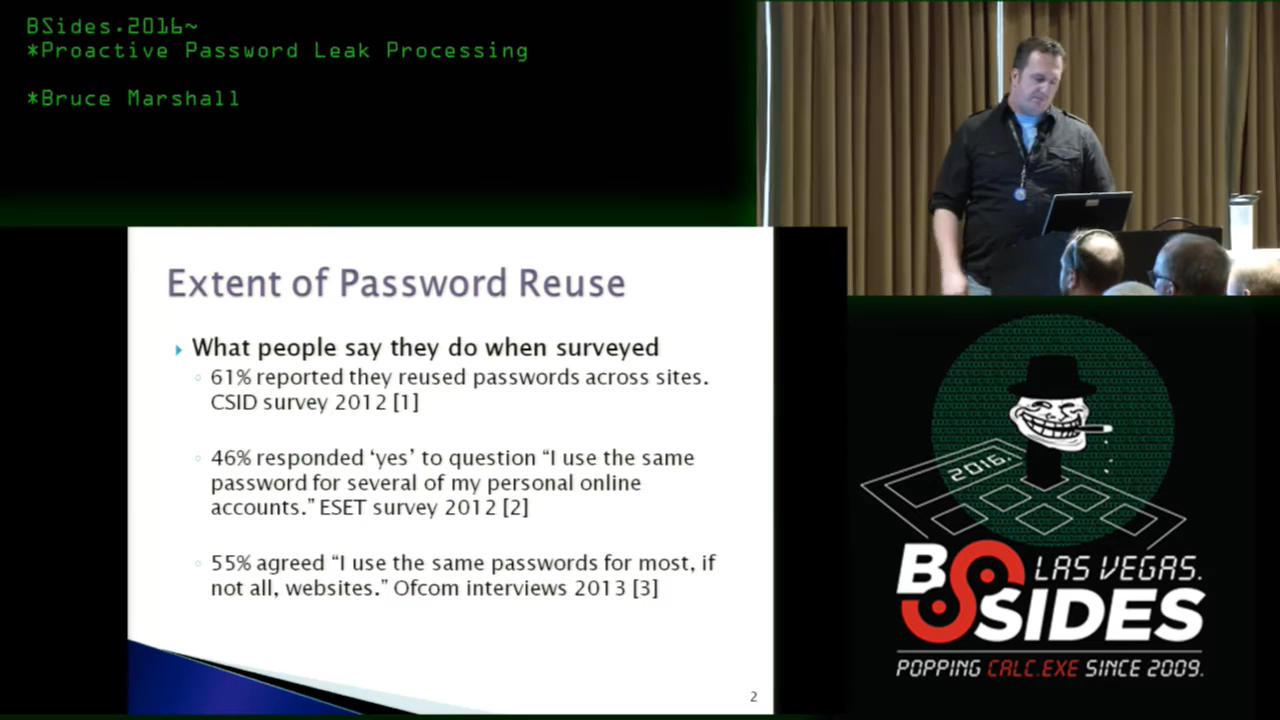 BSides.2016~
*Proactive Password Leak Processing
*Bruce Marshall
Extent of Password Reuse
What people say they do when surveyed
61% reported they reused passwords across sites.
CSID survey 2012 [1]
46% responded ‘yes’ to question “I use the same
password for several of my personal online
accounts.” ESET survey 2012 [2]
55% agreed “I use the same passwords for most, if
not all, websites.” Ofcom interviews 2013 [3]
2
2016.
BSIDES
LAS VEGAS.
POPPING CALC.EXE SINCE 2009.